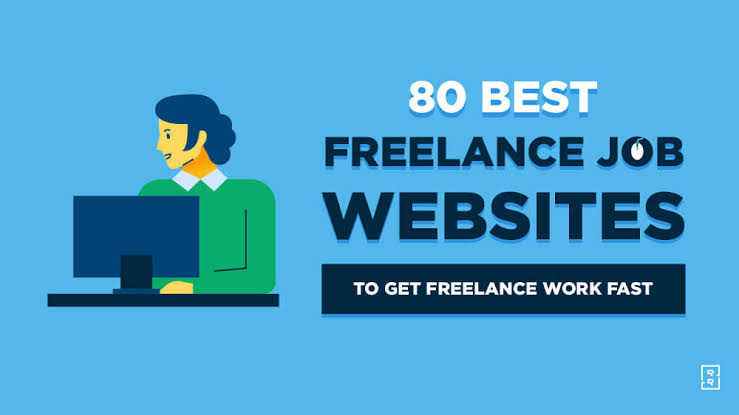 80 BEST
FREELANCE JOB
WEBSITES
TO GET FREELANCE WORK FAST